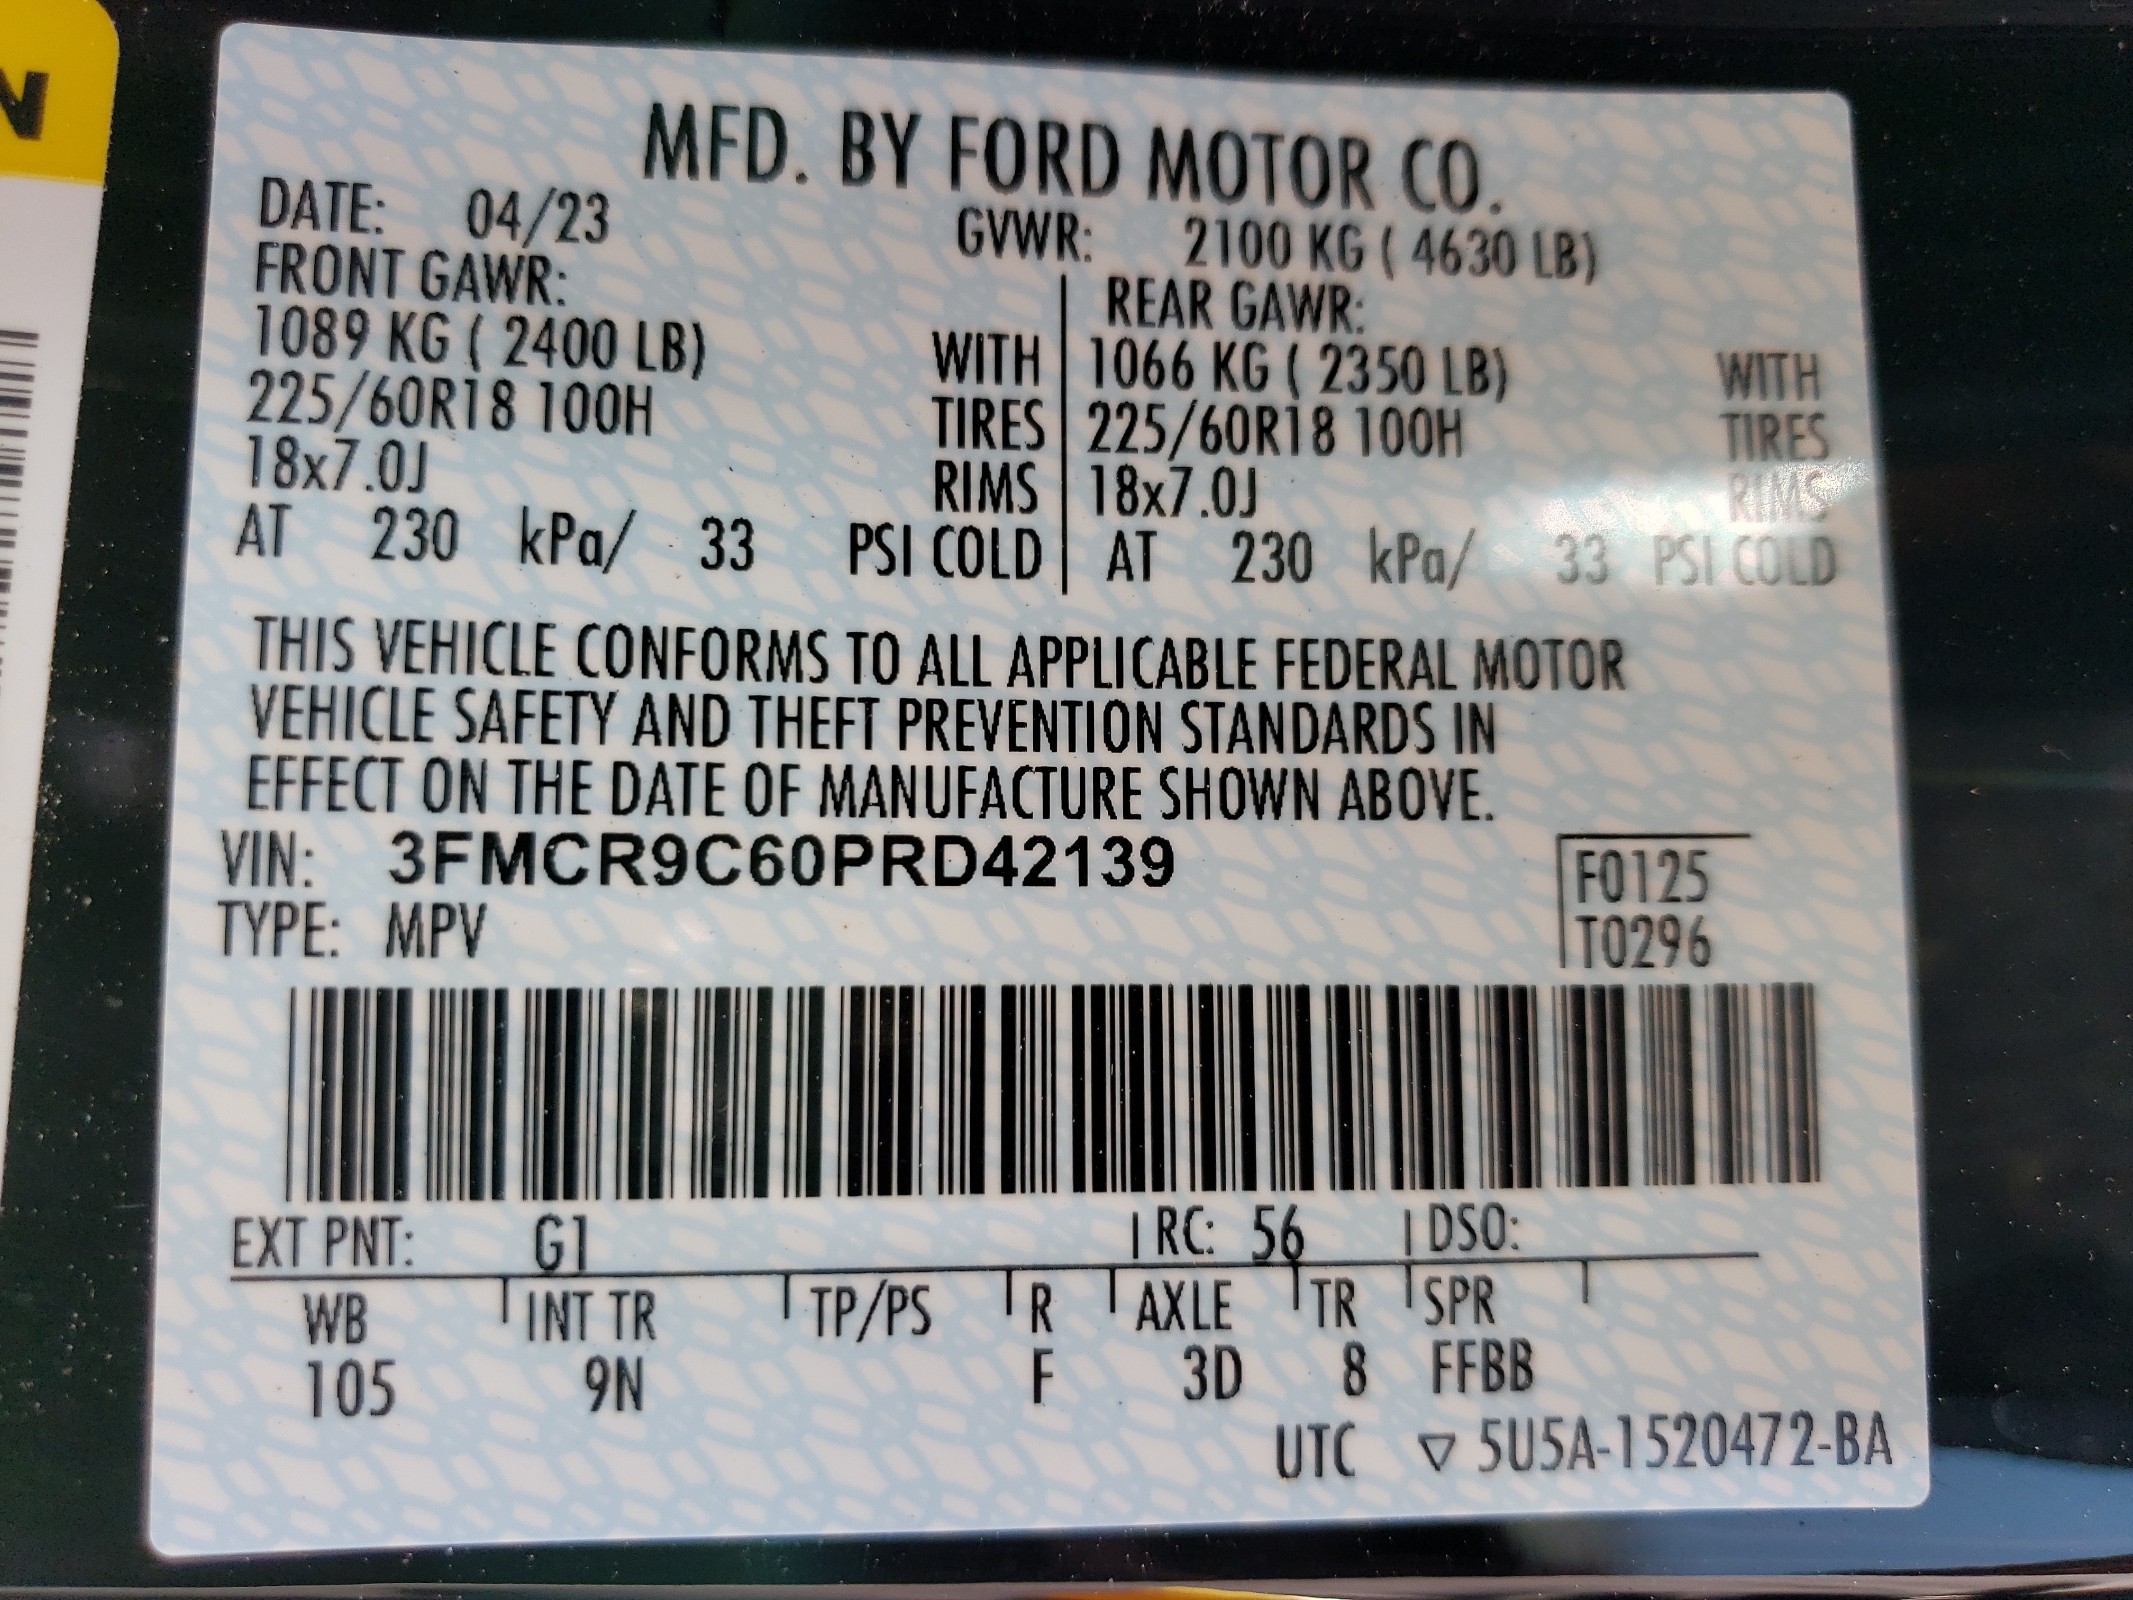 N
MFD. BY FORD MOTOR CO.
DATE: 04/23 GVWR: 2100 KG ( 4630 LB)
FRONT GAWR: REAR GAWR:
1089 KG ( 2400 LB) WITH 1066 KG ( 2350 LB) WITH
225/60R18 100H TIRES 225/60R18 100H TIRES
18x7.0J RIMS 18x7.0J RIMS
AT 230 kPa/ 33 PSI COLD AT 230 kPa/ 33 PSI COLD
THIS VEHICLE CONFORMS TO ALL APPLICABLE FEDERAL MOTOR
VEHICLE SAFETY AND THEFT PREVENTION STANDARDS IN
EFFECT ON THE DATE OF MANUFACTURE SHOWN ABOVE.
VIN: 3FMCR9C60PRD42139 F0125
TYPE: MPV T0296
EXT PNT: G1 RC: 56 DSO:
WB INT TR TP/PS R AXLE TR SPR
105 9N F 3D 8 FFBB
UTC ▽ 5U5A-1520472-BA